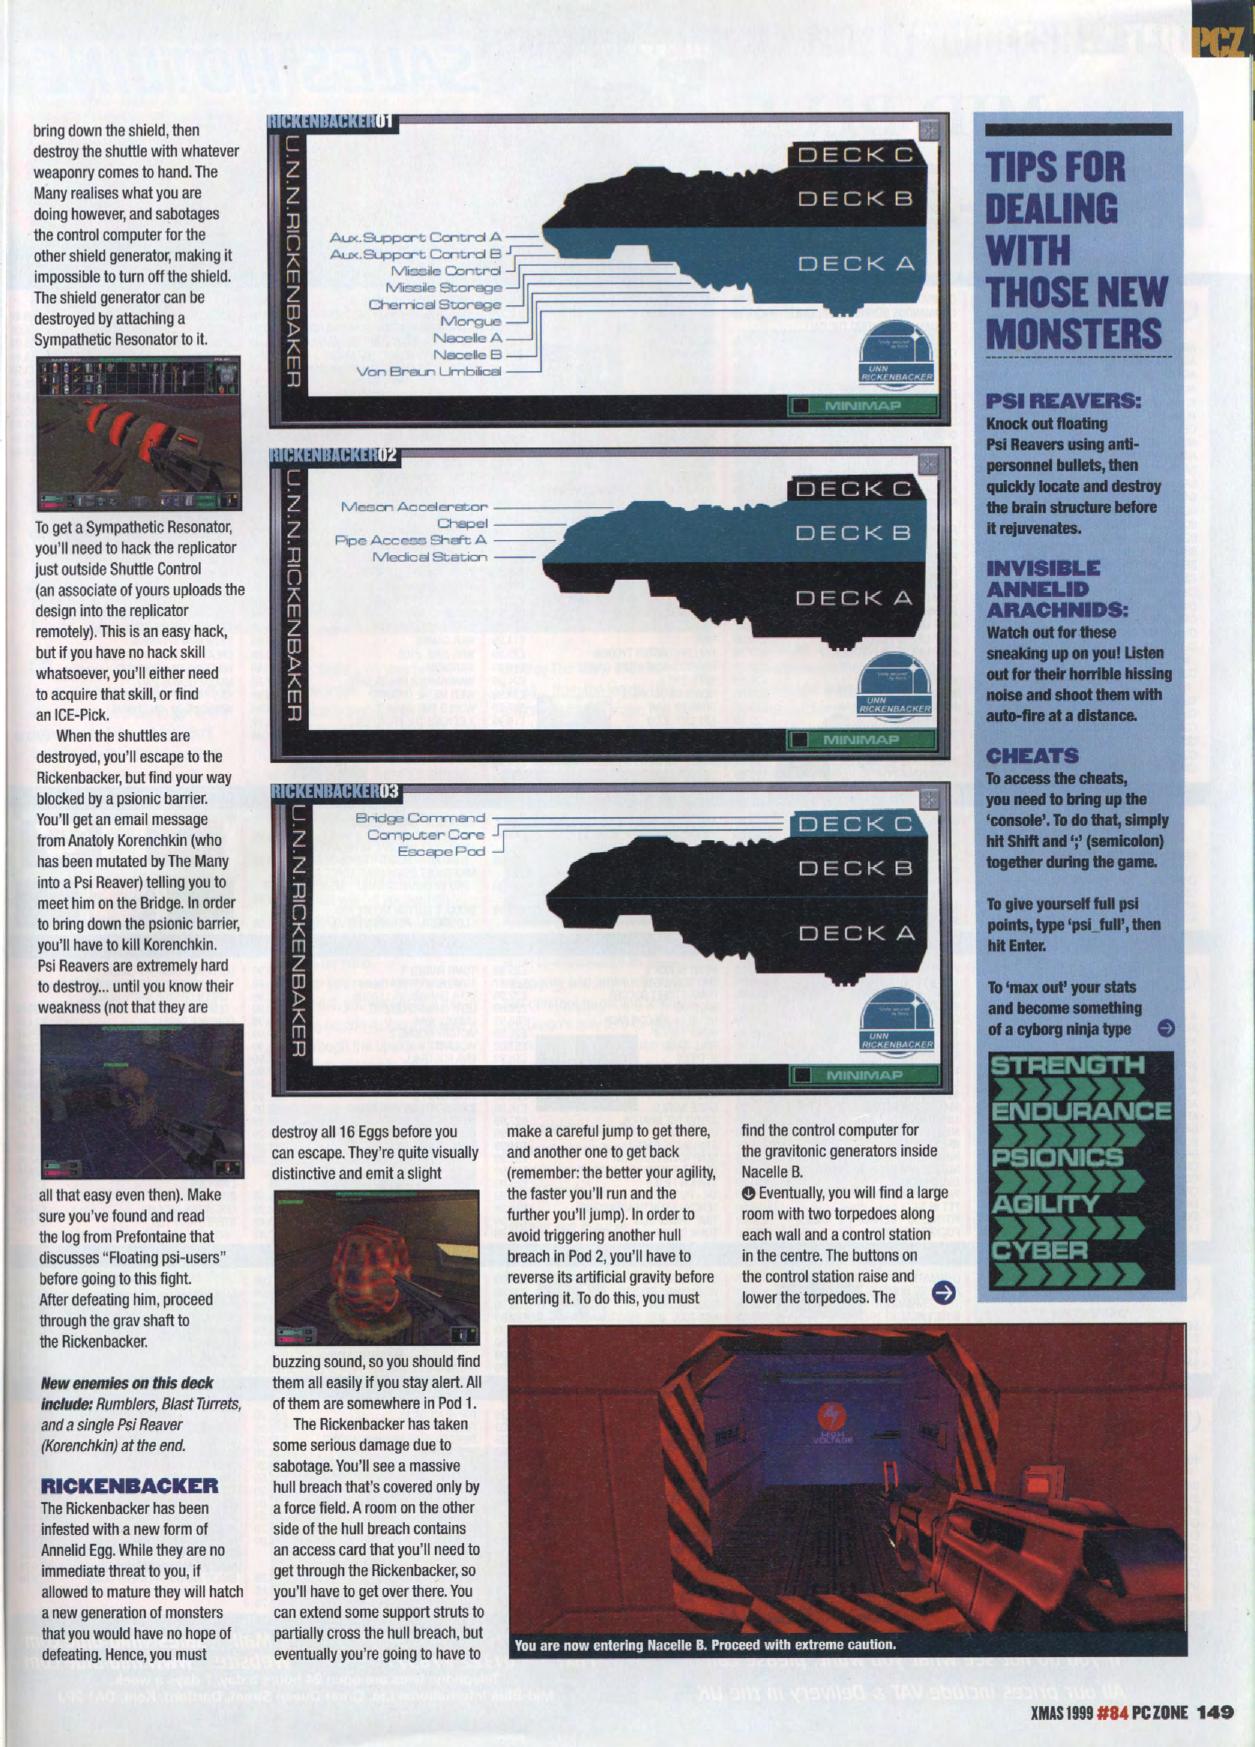 PCZ
bring down the shield, then
destroy the shuttle with whatever
weaponry comes to hand. The
Many realises what you are
doing however, and sabotages
the control computer for the
other shield generator, making it
impossible to turn off the shield.
The shield generator can be
destroyed by attaching a
Sympathetic Resonator to it.
To get a Sympathetic Resonator,
you'll need to hack the replicator
just outside Shuttle Control
(an associate of yours uploads the
design into the replicator
remotely). This is an easy hack,
but if you have no hack skill
whatsoever, you'll either need
to acquire that skill, or find
an ICE-Pick.
When the shuttles are
destroyed, you'll escape to the
Rickenbacker, but find your way
blocked by a psionic barrier.
You'll get an email message
from Anatoly Korenchkin (who
has been mutated by The Many
into a Psi Reaver) telling you to
meet him on the Bridge. In order
to bring down the psionic barrier,
you'll have to kill Korenchkin.
Psi Reavers are extremely hard
to destroy... until you know their
weakness (not that they are
all that easy even then). Make
sure you've found and read
the log from Prefontaine that
discusses "Floating psi-users"
before going to this fight.
After defeating him, proceed
through the grav shaft to
the Rickenbacker.
New enemies on this deck
include: Rumblers, Blast Turrets,
and a single Psi Reaver
(Korenchkin) at the end.
RICKENBACKER
The Rickenbacker has been
infested with a new form of
Annelid Egg. While they are no
immediate threat to you, if
allowed to mature they will hatch
a new generation of monsters
that you would have no hope of
defeating. Hence, you must
RICKENBACKER01
U.N.N.RICKENBAKER
DECK C
DECK B
DECK A
Aux.Support Control A
Aux.Support Control B
Missile Control
Missile Storage
Chemical Storage
Morgue
Nacelle A
Nacelle B
Von Braun Umbilical
UNN
RICKENBACKER
MINIMAP
RICKENBACKER02
U.N.N.RICKENBAKER
DECK C
DECK B
DECK A
Meson Accelerator
Chapel
Pipe Access Shaft A
Medical Station
UNN
RICKENBACKER
MINIMAP
RICKENBACKER03
U.N.N.RICKENBAKER
Bridge Command
Computer Core
Escape Pod
DECK C
DECK B
DECK A
UNN
RICKENBACKER
MINIMAP
destroy all 16 Eggs before you
can escape. They're quite visually
distinctive and emit a slight
buzzing sound, so you should find
them all easily if you stay alert. All
of them are somewhere in Pod 1.
The Rickenbacker has taken
some serious damage due to
sabotage. You'll see a massive
hull breach that's covered only by
a force field. A room on the other
side of the hull breach contains
an access card that you'll need to
get through the Rickenbacker, so
you'll have to get over there. You
can extend some support struts to
partially cross the hull breach, but
eventually you're going to have to
make a careful jump to get there,
and another one to get back
(remember: the better your agility,
the faster you'll run and the
further you'll jump). In order to
avoid triggering another hull
breach in Pod 2, you'll have to
reverse its artificial gravity before
entering it. To do this, you must
find the control computer for
the gravitonic generators inside
Nacelle B.
Eventually, you will find a large
room with two torpedoes along
each wall and a control station
in the centre. The buttons on
the control station raise and
lower the torpedoes. The
HIGH
VOLTAGE
You are now entering Nacelle B. Proceed with extreme caution.
TIPS FOR
DEALING
WITH
THOSE NEW
MONSTERS
PSI REAVERS:
Knock out floating
Psi Reavers using anti-
personnel bullets, then
quickly locate and destroy
the brain structure before
it rejuvenates.
INVISIBLE
ANNELID
ARACHNIDS:
Watch out for these
sneaking up on you! Listen
out for their horrible hissing
noise and shoot them with
auto-fire at a distance.
CHEATS
To access the cheats,
you need to bring up the
'console'. To do that, simply
hit Shift and ';' (semicolon)
together during the game.
To give yourself full psi
points, type 'psi_full', then
hit Enter.
To 'max out' your stats
and become something
of a cyborg ninja type
STRENGTH
ENDURANCE
PSIONICS
AGILITY
CYBER
XMAS 1999 #84 PC ZONE 149